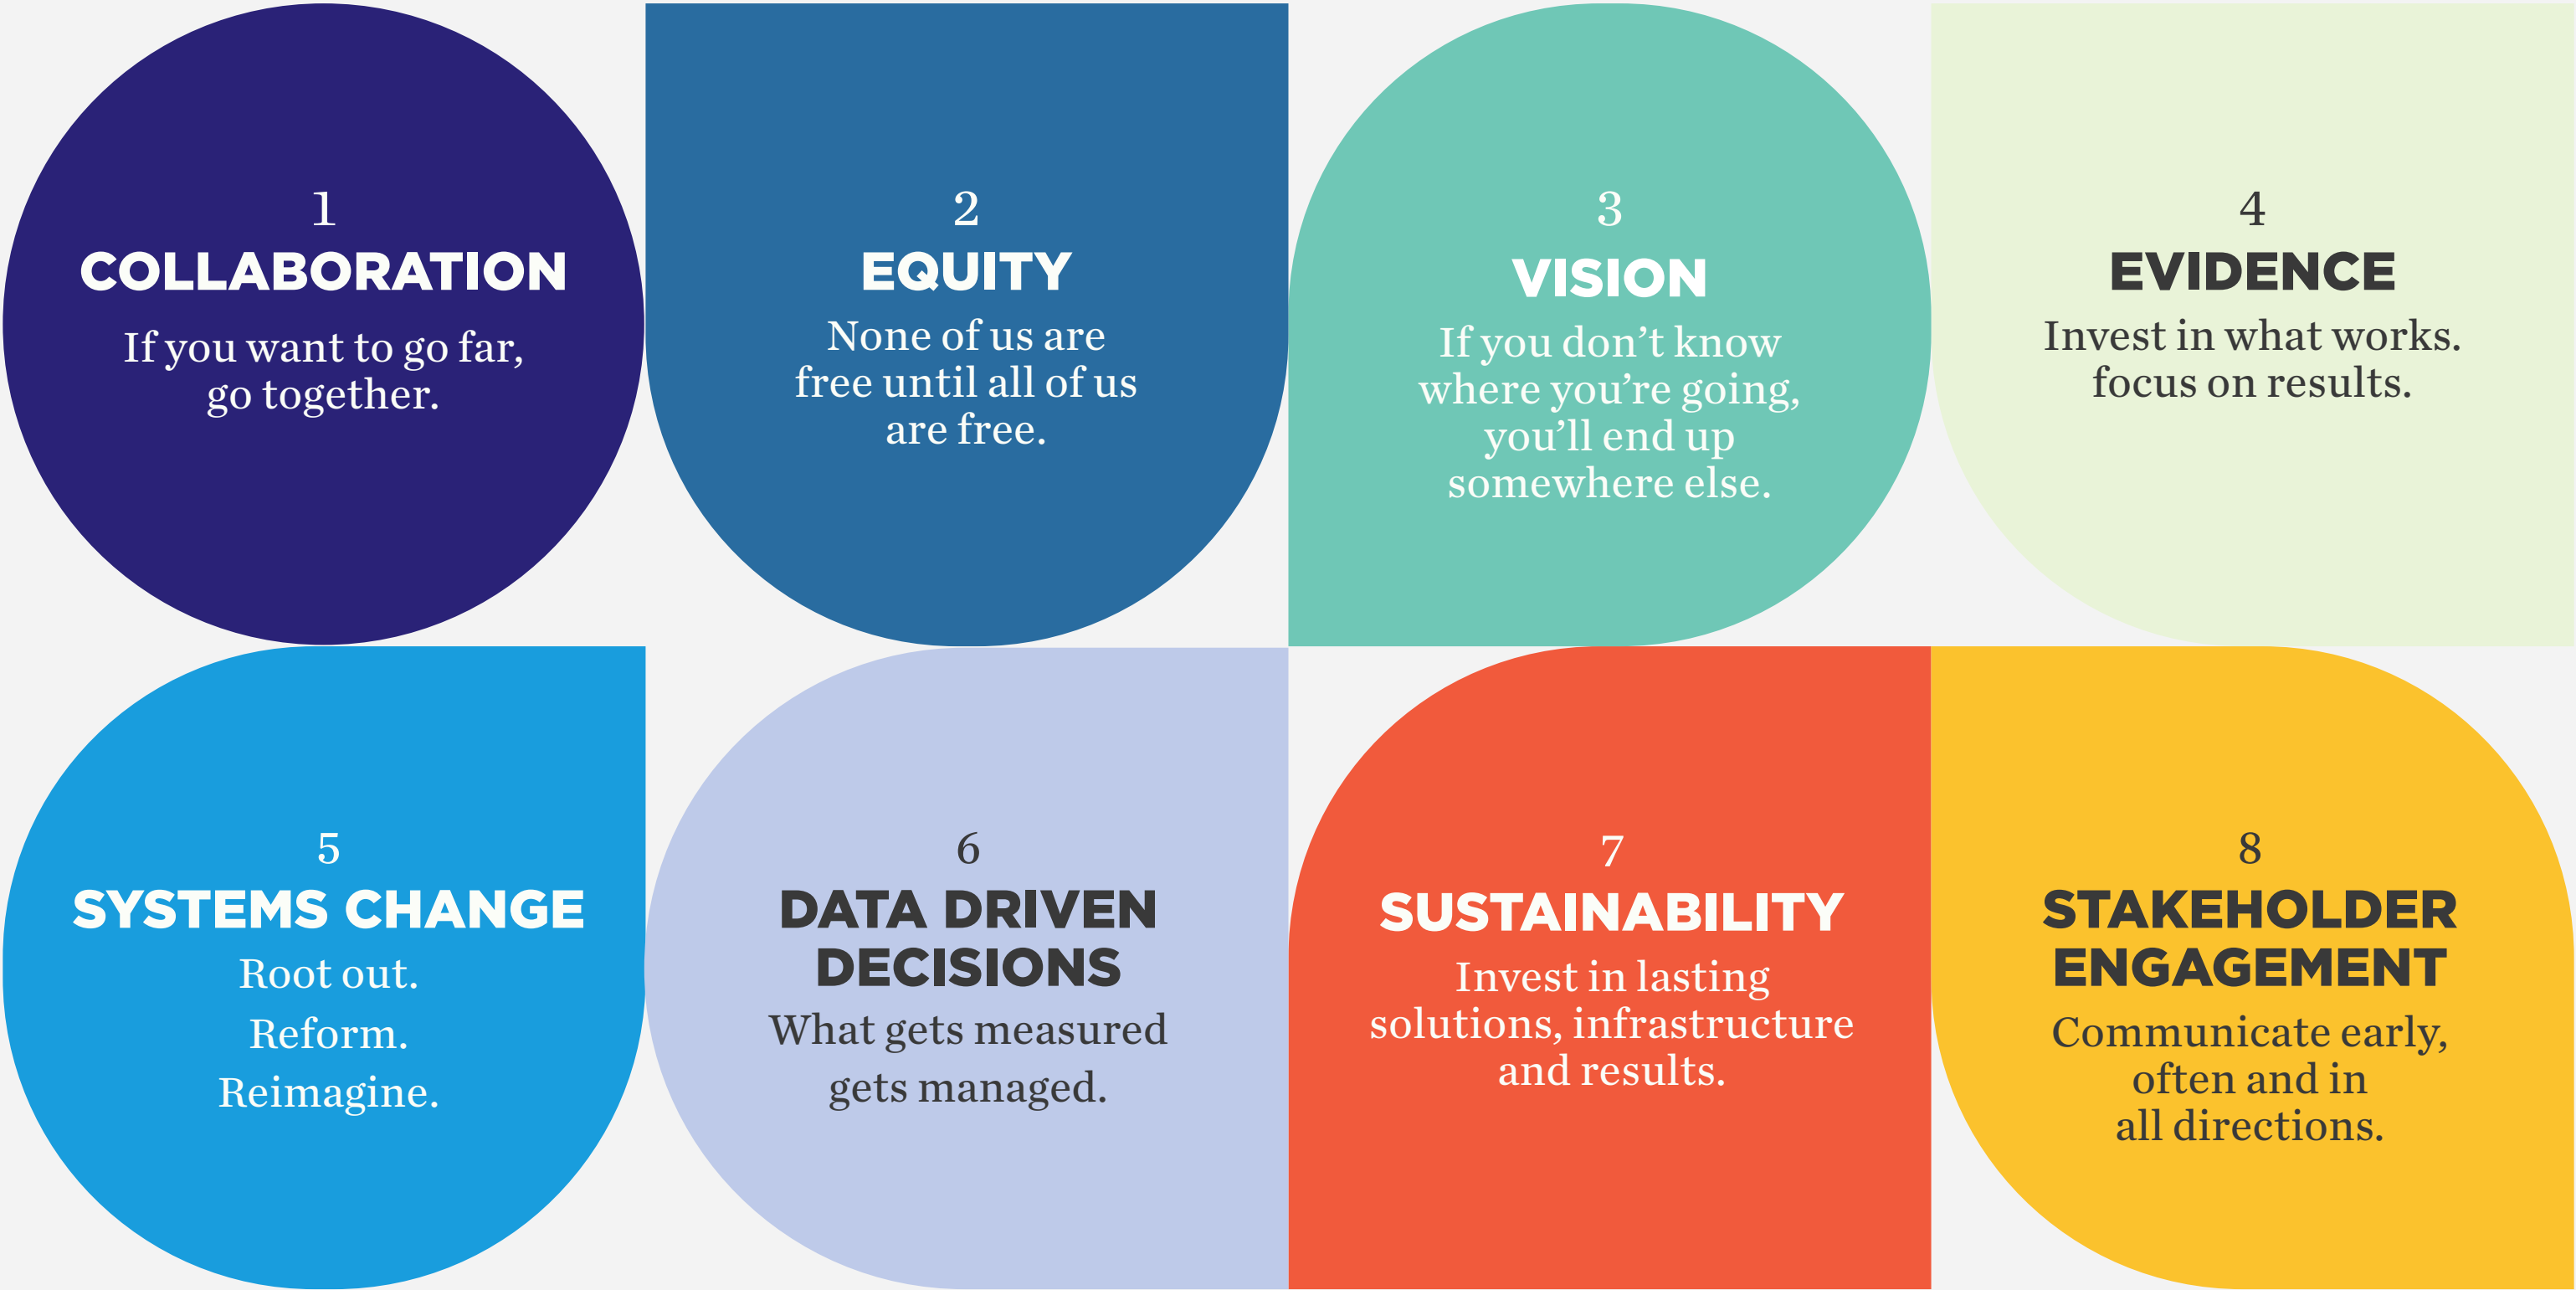 1
COLLABORATION
If you want to go far,
go together.
2
EQUITY
None of us are
free until all of us
are free.
3
VISION
If you don’t know
where you’re going,
you’ll end up
somewhere else.
4
EVIDENCE
Invest in what works.
focus on results.
5
SYSTEMS CHANGE
Root out.
Reform.
Reimagine.
6
DATA DRIVEN
DECISIONS
What gets measured
gets managed.
7
SUSTAINABILITY
Invest in lasting
solutions, infrastructure
and results.
8
STAKEHOLDER
ENGAGEMENT
Communicate early,
often and in
all directions.